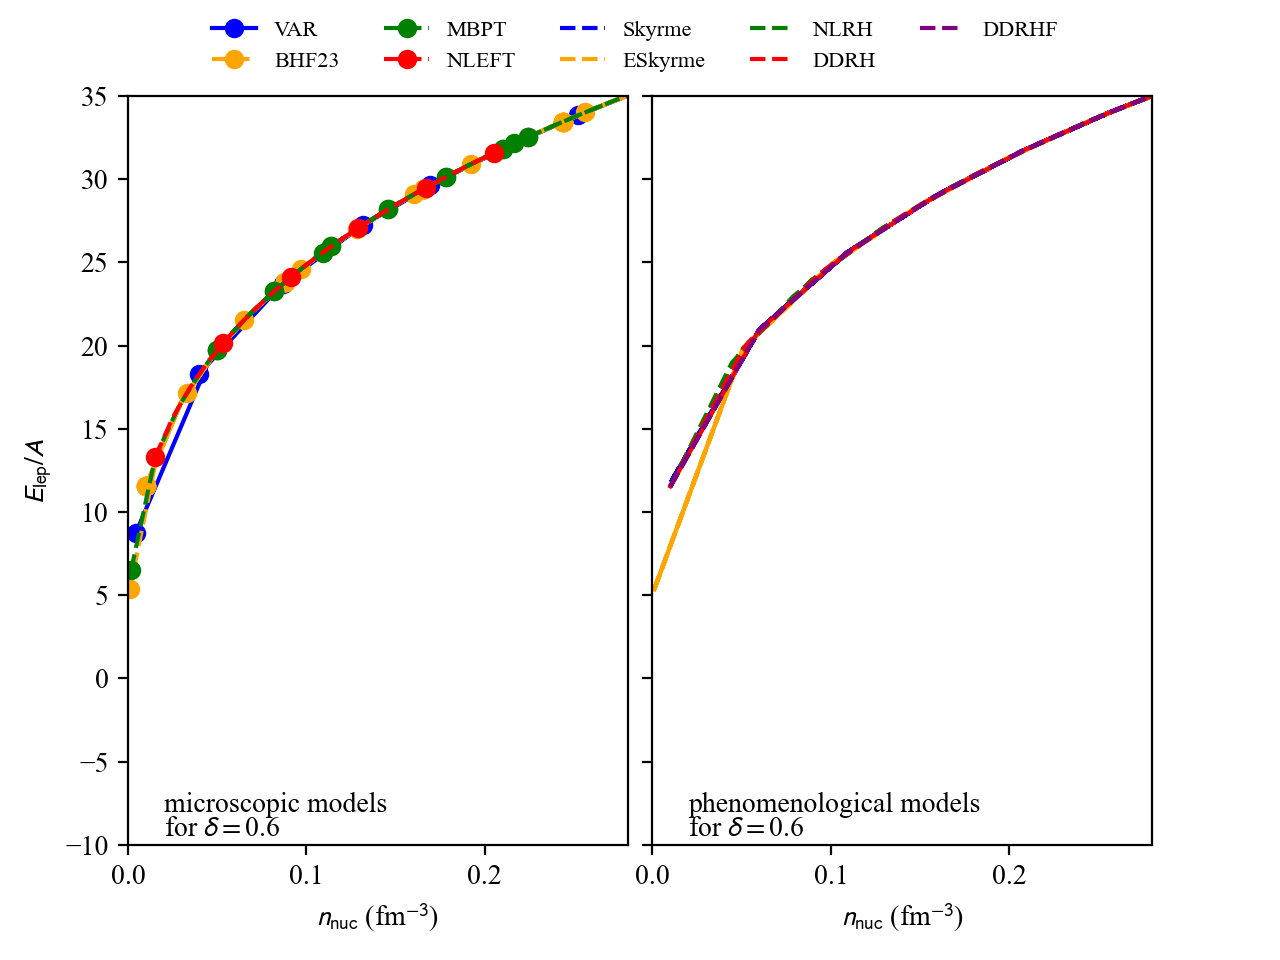 VAR MBPT Skyrme NLRH DDRHF
BHF23 NLEFT ESkyrme DDRH
35
30
25
20
15
10
5
0
−5
−10
E_lep/A
microscopic models
for δ = 0.6
phenomenological models
for δ = 0.6
0.0 0.1 0.2 0.0 0.1 0.2
n_nuc (fm⁻³) n_nuc (fm⁻³)